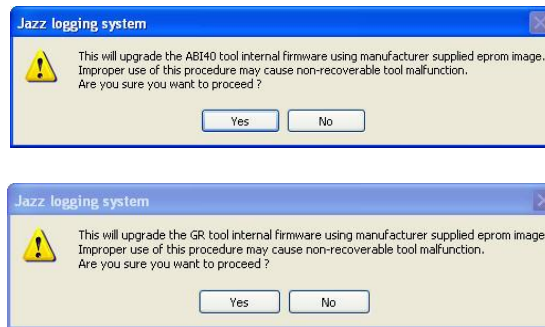 Jazz logging system
This will upgrade the ABI40 tool internal firmware using manufacturer supplied eprom image.
Improper use of this procedure may cause non-recoverable tool malfunction.
Are you sure you want to proceed ?
Yes
No
Jazz logging system
This will upgrade the GR tool internal firmware using manufacturer supplied eprom image
Improper use of this procedure may cause non-recoverable tool malfunction.
Are you sure you want to proceed ?
Yes
No